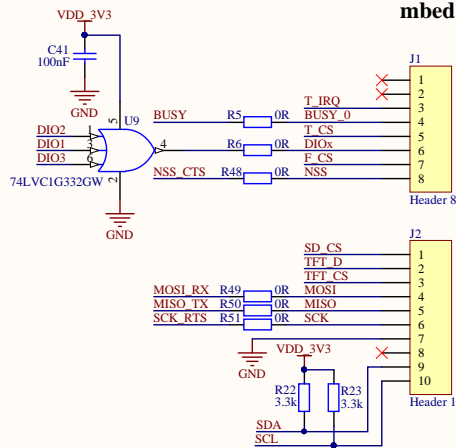 mbed
VDD_3V3
C41
100nF
GND
J1
1
2
T_IRQ 3
BUSY R5 0R BUSY_0 4
T_CS 5
R6 0R DIOx 6
F_CS 7
NSS_CTS R48 0R NSS 8
Header 8
5 U9
DIO2 1
DIO1 3 4
DIO3 6
2
74LVC1G332GW
GND
J2
SD_CS 1
TFT_D 2
TFT_CS 3
MOSI_RX R49 0R MOSI 4
MISO_TX R50 0R MISO 5
SCK_RTS R51 0R SCK 6
7
8
9
10
Header 1
GND
VDD_3V3
R22 R23
3.3k 3.3k
SDA
SCL